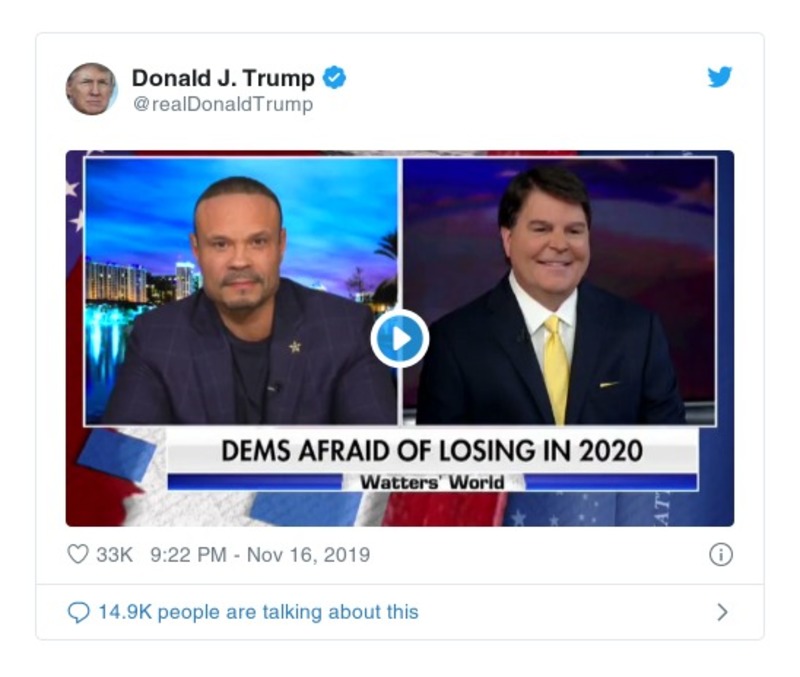 Donald J. Trump
@realDonaldTrump
DEMS AFRAID OF LOSING IN 2020
Watters' World
33K 9:22 PM - Nov 16, 2019
14.9K people are talking about this